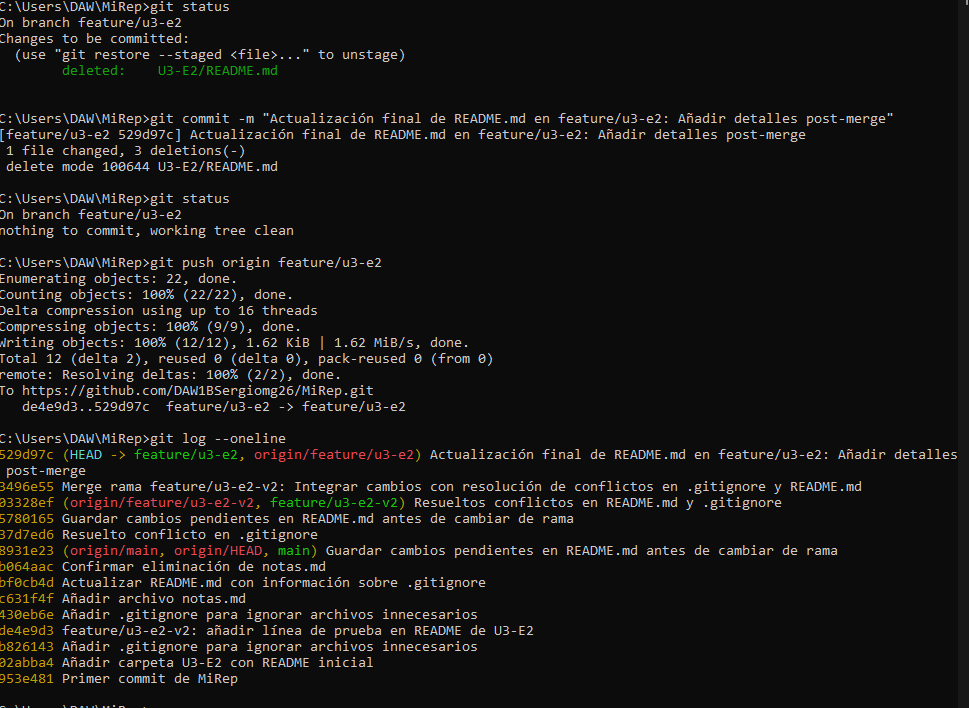 C:\Users\DAW\MiRep>git status
On branch feature/u3-e2
Changes to be committed:
  (use "git restore --staged <file>..." to unstage)
        deleted:    U3-E2/README.md
C:\Users\DAW\MiRep>git commit -m "Actualización final de README.md en feature/u3-e2: Añadir detalles post-merge"
[feature/u3-e2 529d97c] Actualización final de README.md en feature/u3-e2: Añadir detalles post-merge
 1 file changed, 3 deletions(-)
 delete mode 100644 U3-E2/README.md
C:\Users\DAW\MiRep>git status
On branch feature/u3-e2
nothing to commit, working tree clean
C:\Users\DAW\MiRep>git push origin feature/u3-e2
Enumerating objects: 22, done.
Counting objects: 100% (22/22), done.
Delta compression using up to 16 threads
Compressing objects: 100% (9/9), done.
Writing objects: 100% (12/12), 1.62 KiB | 1.62 MiB/s, done.
Total 12 (delta 2), reused 0 (delta 0), pack-reused 0 (from 0)
remote: Resolving deltas: 100% (2/2), done.
To https://github.com/DAW1BSergiomg26/MiRep.git
   de4e9d3..529d97c  feature/u3-e2 -> feature/u3-e2
C:\Users\DAW\MiRep>git log --oneline
529d97c (HEAD -> feature/u3-e2, origin/feature/u3-e2) Actualización final de README.md en feature/u3-e2: Añadir detalles
 post-merge
3496e55 Merge rama feature/u3-e2-v2: Integrar cambios con resolución de conflictos en .gitignore y README.md
03328ef (origin/feature/u3-e2-v2, feature/u3-e2-v2) Resueltos conflictos en README.md y .gitignore
5780165 Guardar cambios pendientes en README.md antes de cambiar de rama
37d7ed6 Resuelto conflicto en .gitignore
8931e23 (origin/main, origin/HEAD, main) Guardar cambios pendientes en README.md antes de cambiar de rama
b064aac Confirmar eliminación de notas.md
bf0cb4d Actualizar README.md con información sobre .gitignore
c631f4f Añadir archivo notas.md
430eb6e Añadir .gitignore para ignorar archivos innecesarios
de4e9d3 feature/u3-e2-v2: añadir línea de prueba en README de U3-E2
b826143 Añadir .gitignore para ignorar archivos innecesarios
02abba4 Añadir carpeta U3-E2 con README inicial
953e481 Primer commit de MiRep